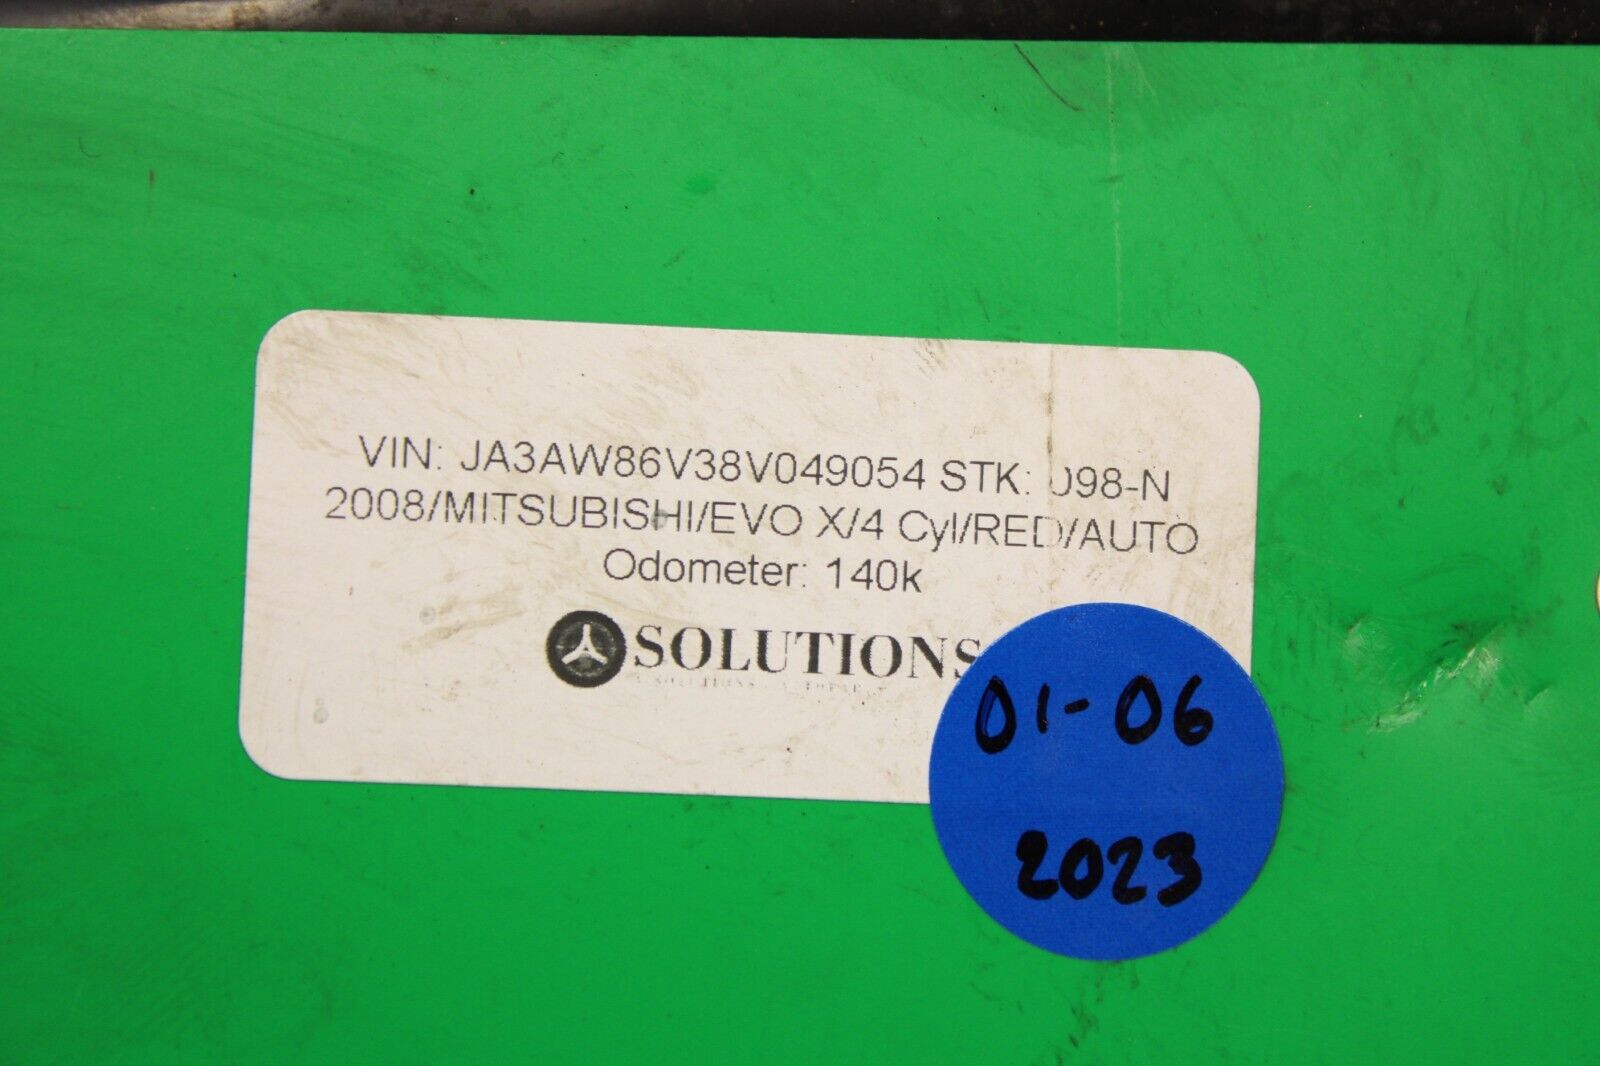 VIN: JA3AW86V38V049054 STK: 098-N
2008/MITSUBISHI/EVO X/4 Cyl/RED/AUTO
Odometer: 140k
SOLUTIONS
01-06
2023